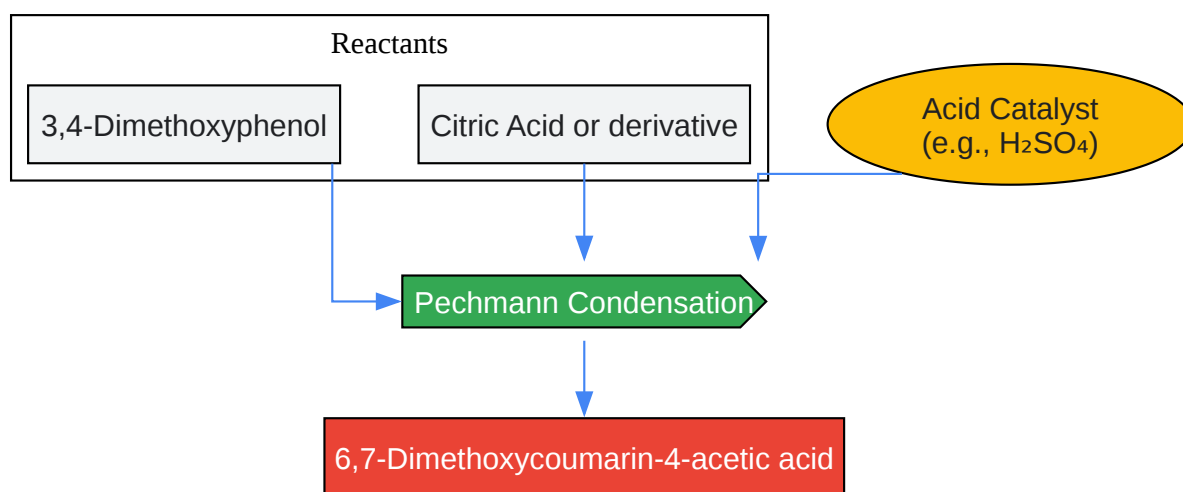 Reactants
3,4-Dimethoxyphenol
Citric Acid or derivative
Acid Catalyst
(e.g., H₂SO₄)
Pechmann Condensation
6,7-Dimethoxycoumarin-4-acetic acid